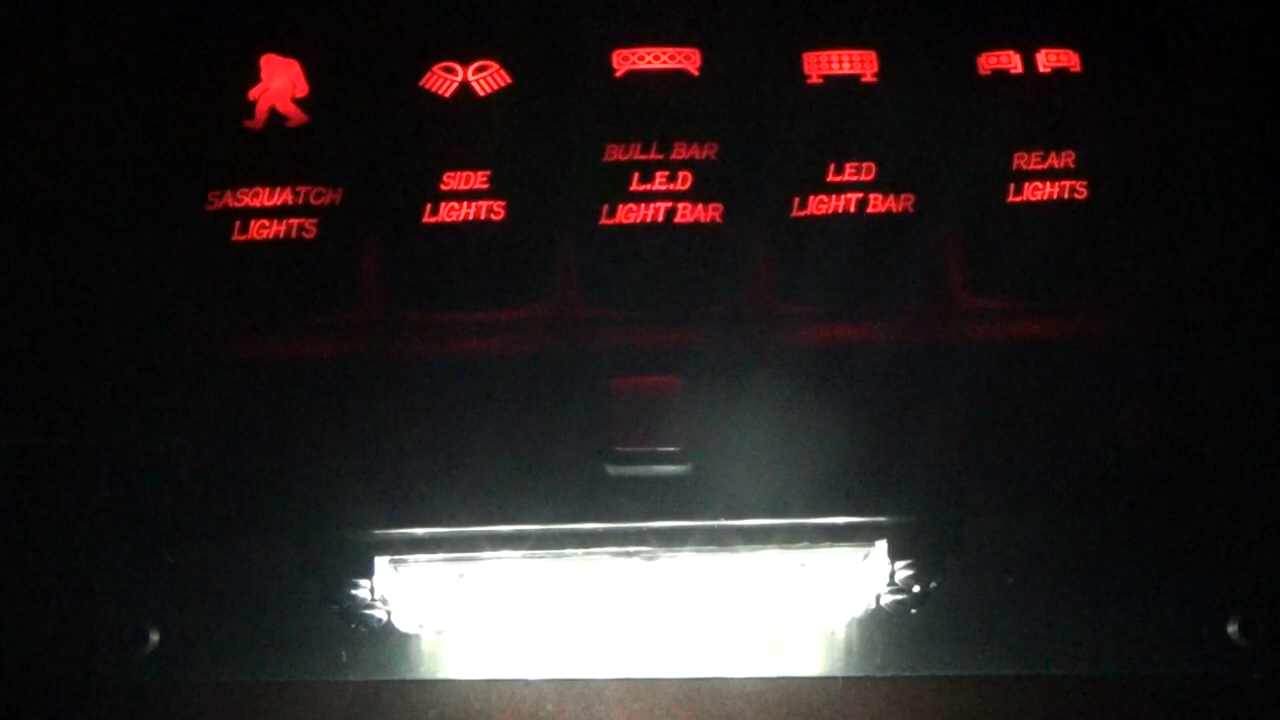 SASQUATCH
LIGHTS
SIDE
LIGHTS
BULL BAR
L.E.D
LIGHT BAR
LED
LIGHT BAR
REAR
LIGHTS